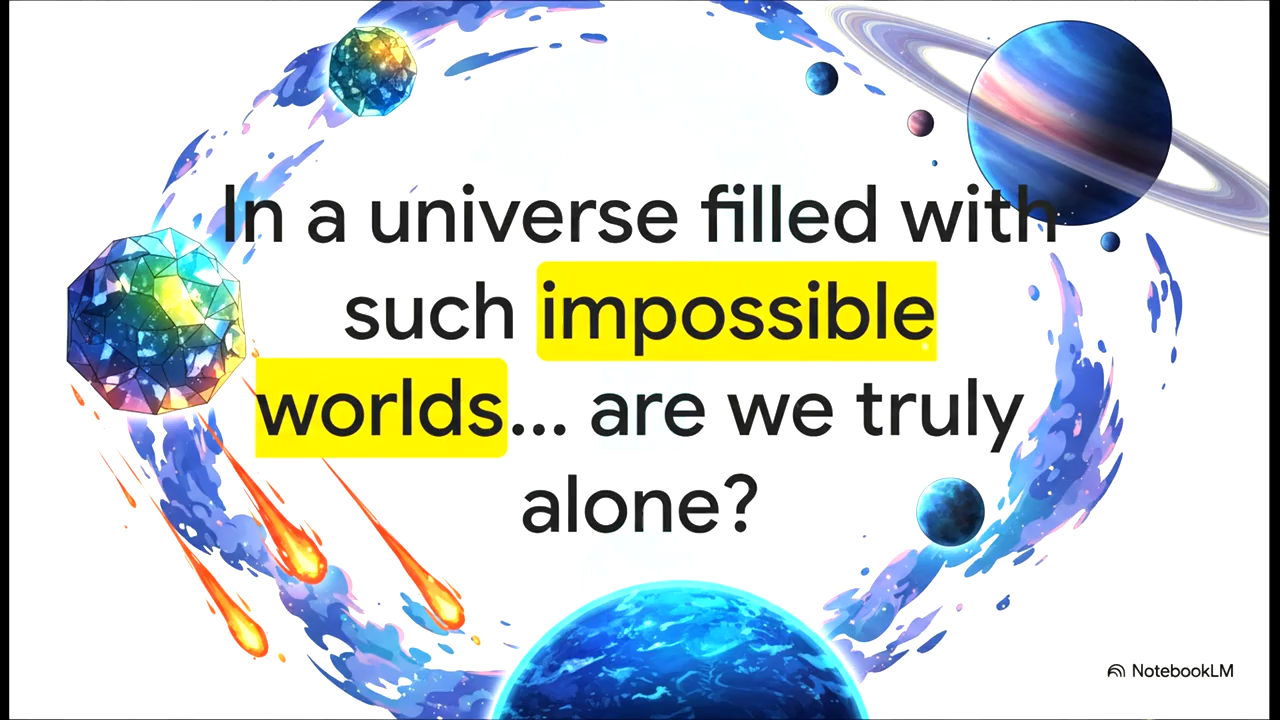 In a universe filled with
such impossible
worlds... are we truly
alone?
NotebookLM